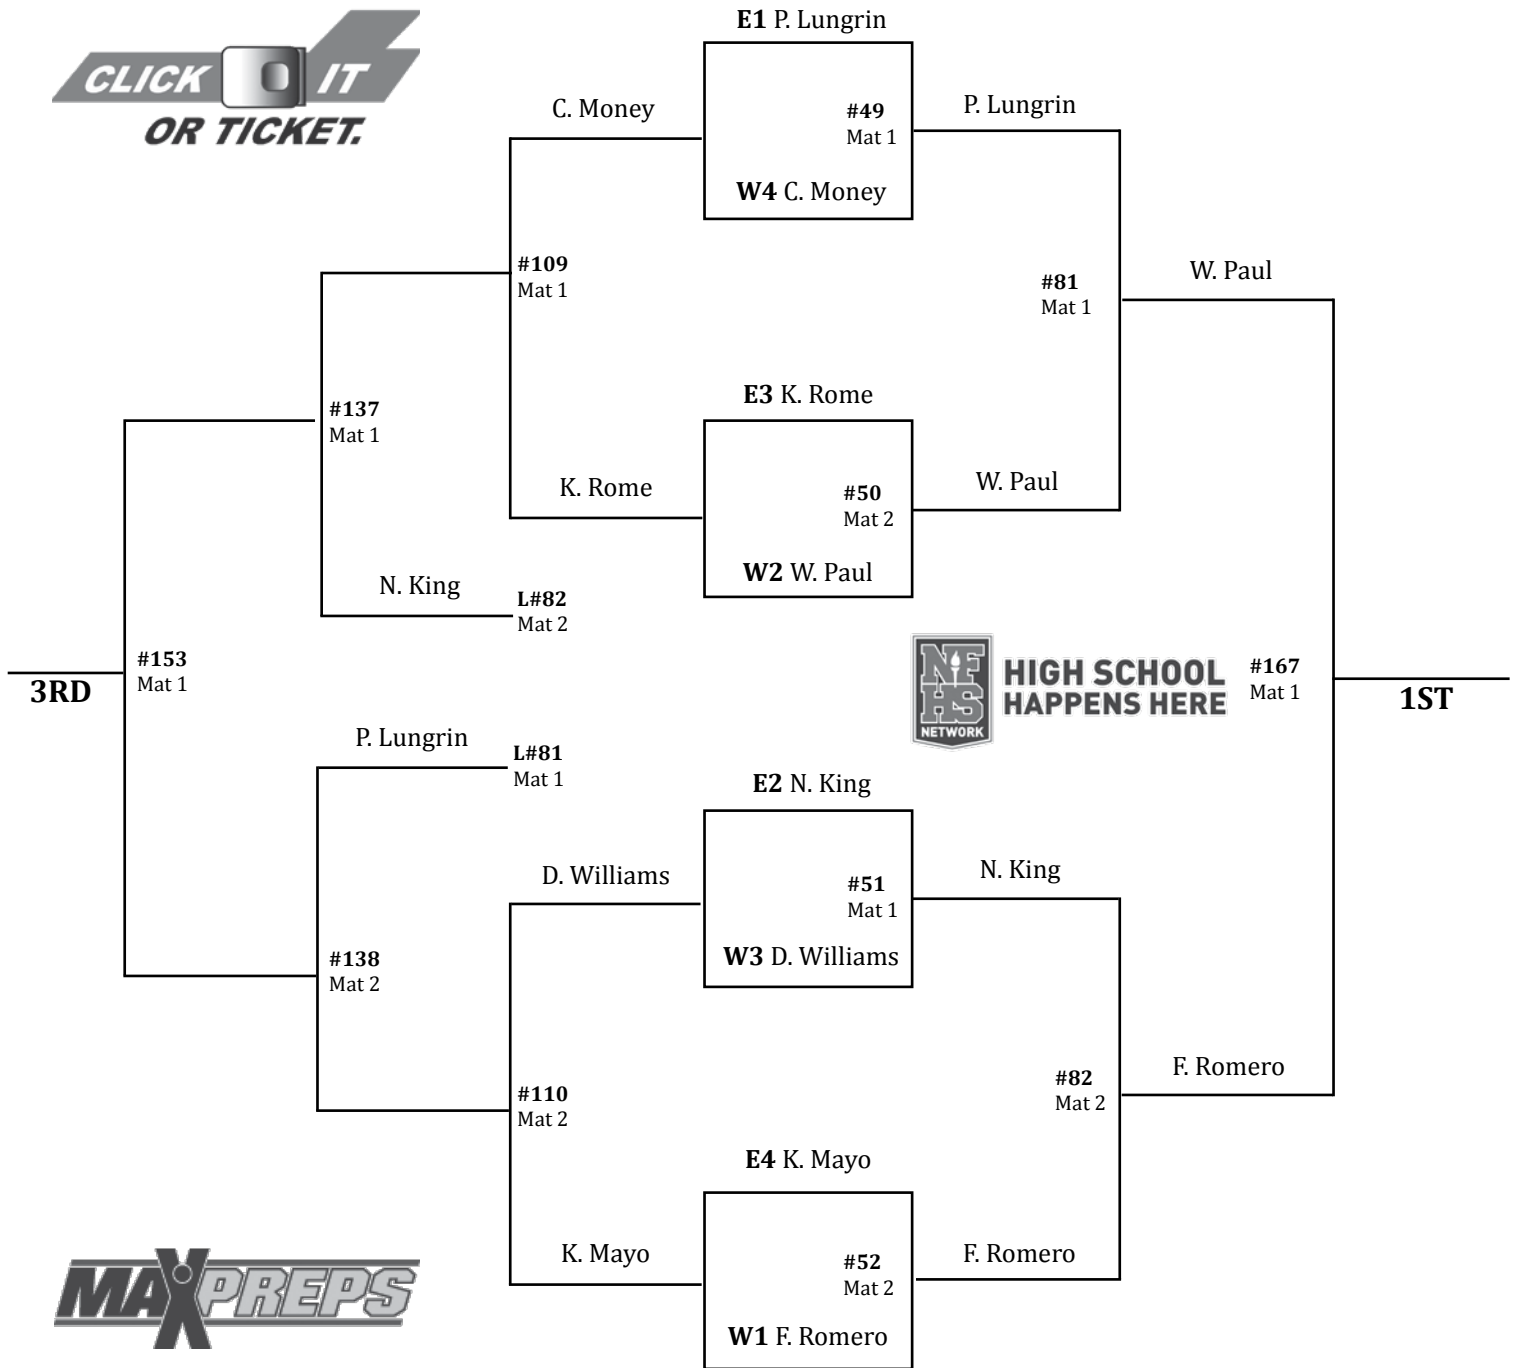 E1 P. Lungrin
CLICK IT
OR TICKET.
C. Money
#49
Mat 1
P. Lungrin
W4 C. Money
#109
Mat 1
#81
Mat 1
W. Paul
#137
Mat 1
E3 K. Rome
K. Rome
#50
Mat 2
W. Paul
W2 W. Paul
N. King
L#82
Mat 2
#153
Mat 1
3RD
NFHS
NETWORK
HIGH SCHOOL
HAPPENS HERE
#167
Mat 1
1ST
P. Lungrin
L#81
Mat 1
E2 N. King
D. Williams
#51
Mat 1
N. King
W3 D. Williams
#138
Mat 2
#110
Mat 2
#82
Mat 2
F. Romero
E4 K. Mayo
K. Mayo
#52
Mat 2
F. Romero
W1 F. Romero
MAXPREPS